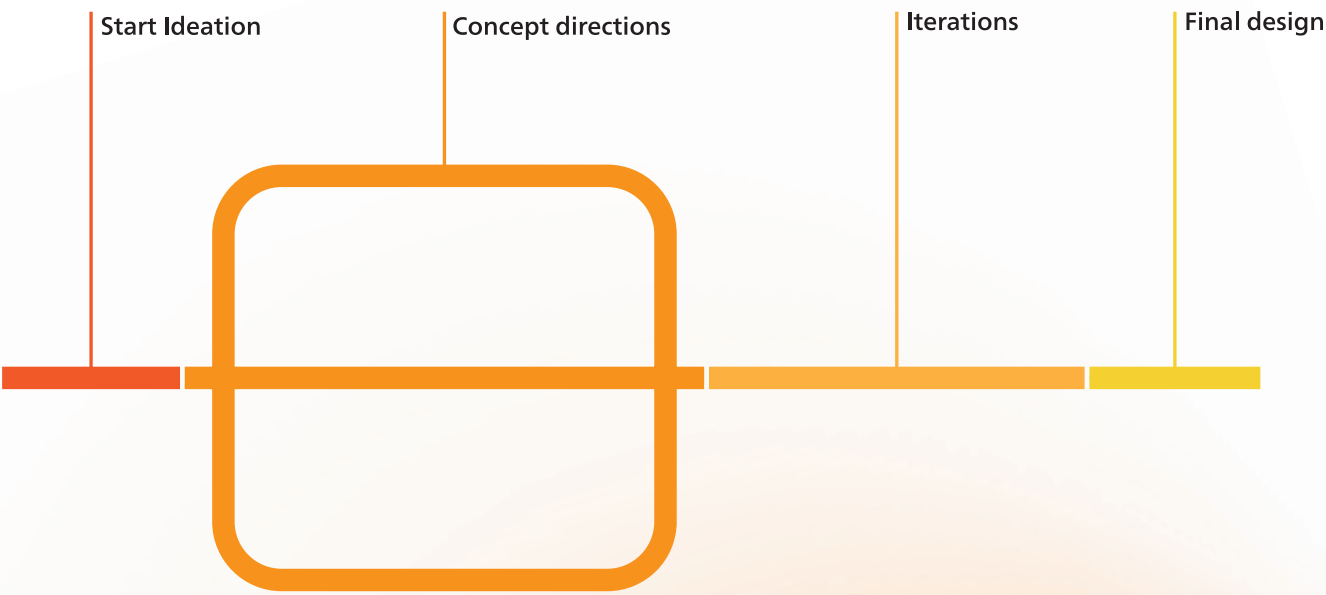 Start Ideation
Concept directions
Iterations
Final design